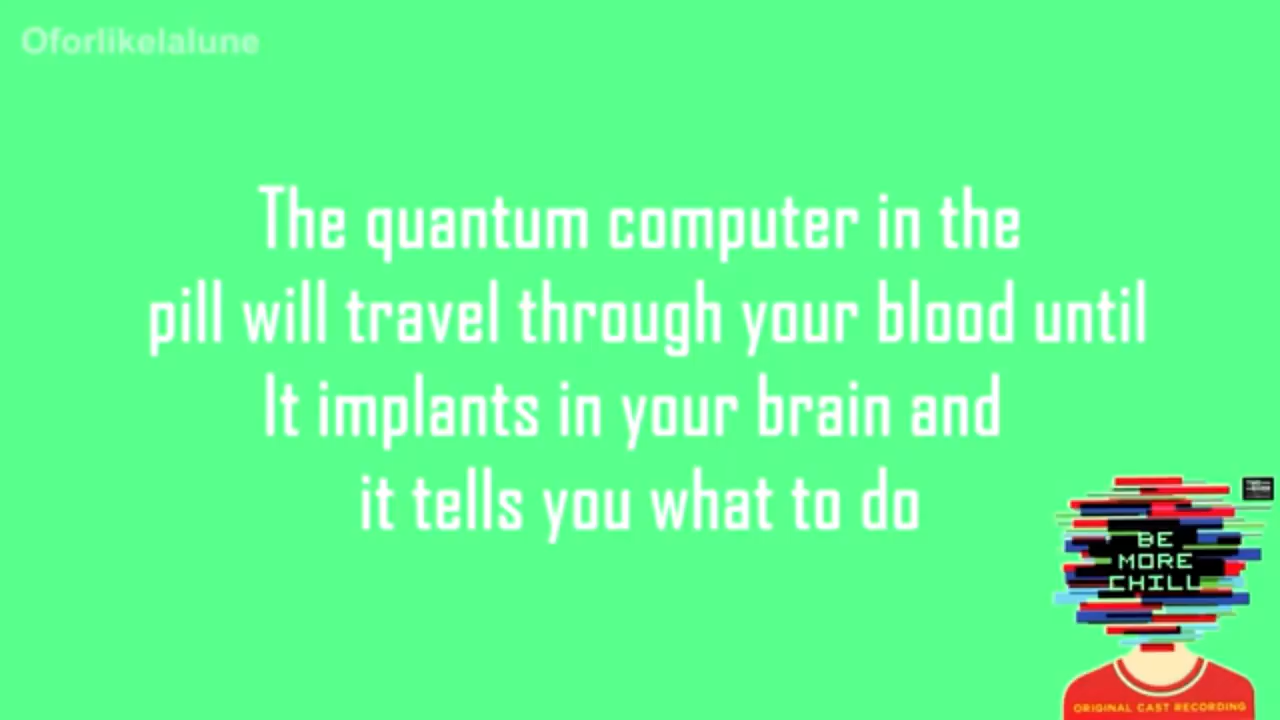 Oforlikelalune
The quantum computer in the
pill will travel through your blood until
It implants in your brain and
it tells you what to do
BE
MORE
CHILL
ORIGINAL CAST RECORDING